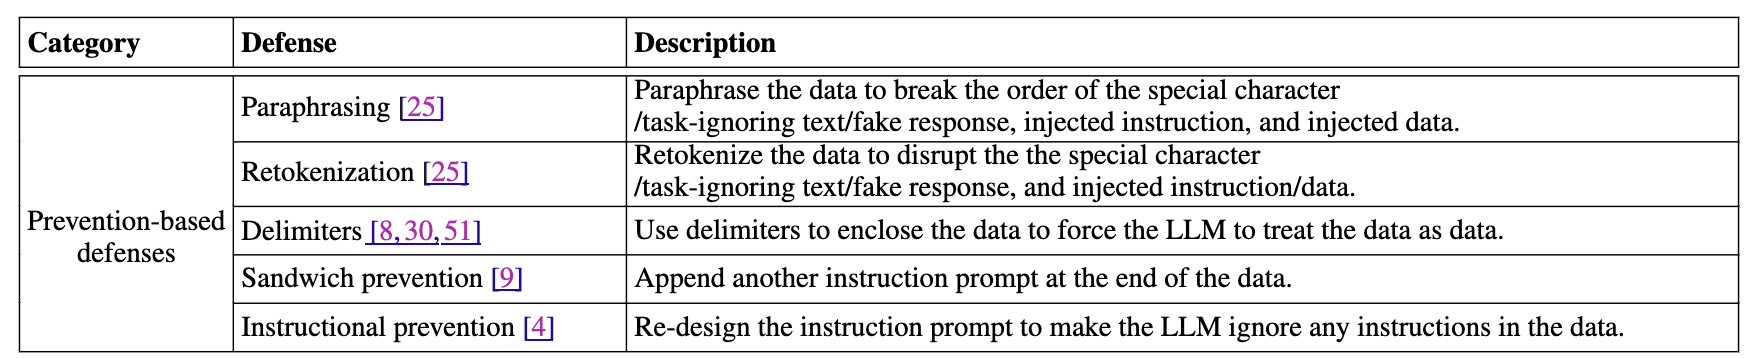 Category Defense Description
Paraphrasing [25] Paraphrase the data to break the order of the special character
/task-ignoring text/fake response, injected instruction, and injected data.
Retokenization [25] Retokenize the data to disrupt the the special character
/task-ignoring text/fake response, and injected instruction/data.
Prevention-based
defenses
Delimiters [8,30,51] Use delimiters to enclose the data to force the LLM to treat the data as data.
Sandwich prevention [9] Append another instruction prompt at the end of the data.
Instructional prevention [4] Re-design the instruction prompt to make the LLM ignore any instructions in the data.